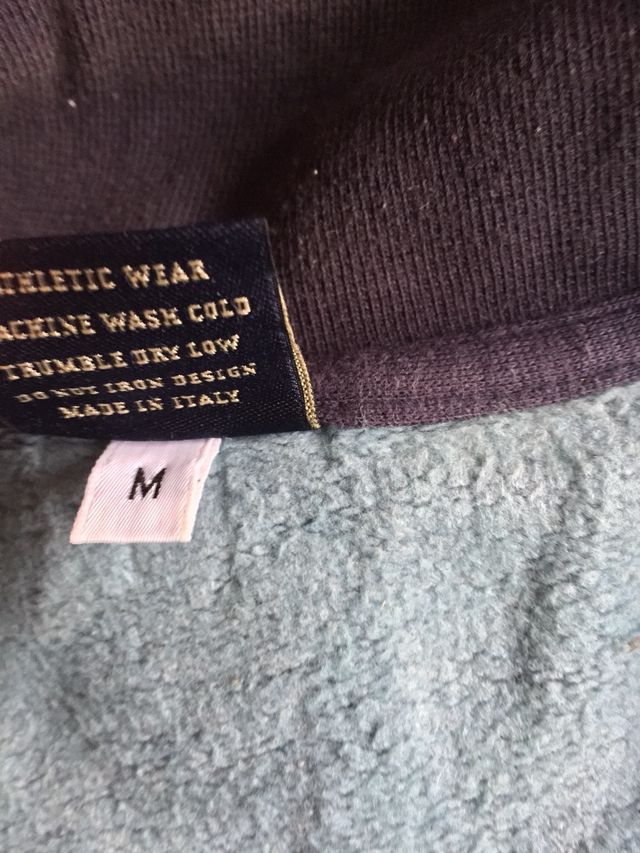 THLETIC WEAR
ACHINE WASH COLD
TRUMBLE DRY LOW
DO NOT IRON DESIGN
MADE IN ITALY
M